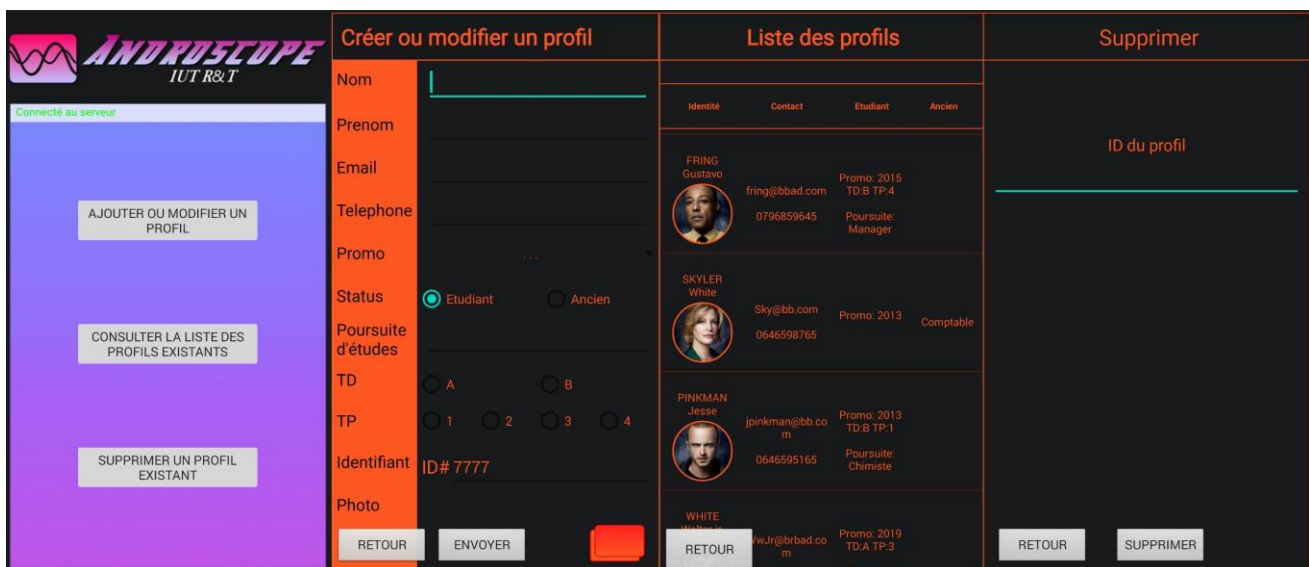 ANDROSCOPE
IUT R&T
Connecté au serveur
AJOUTER OU MODIFIER UN
PROFIL
CONSULTER LA LISTE DES
PROFILS EXISTANTS
SUPPRIMER UN PROFIL
EXISTANT
Créer ou modifier un profil
Nom
Prenom
Email
Telephone
Promo
...
Status
Etudiant
Ancien
Poursuite
d'études
TD
A
B
TP
1
2
3
4
Identifiant
ID# 7777
Photo
RETOUR
ENVOYER
Liste des profils
Identité
Contact
Etudiant
Ancien
FRING
Gustavo
fring@bbad.com
0796859645
Promo: 2015
TD:B TP:4
Poursuite:
Manager
SKYLER
White
Sky@bb.com
0646598765
Promo: 2013
Comptable
PINKMAN
Jesse
jpinkman@bb.co
m
0646595165
Promo: 2013
TD:B TP:1
Poursuite:
Chimiste
WHITE
wJr@brbad.co
m
Promo: 2019
TD:A TP:3
RETOUR
Supprimer
ID du profil
RETOUR
SUPPRIMER